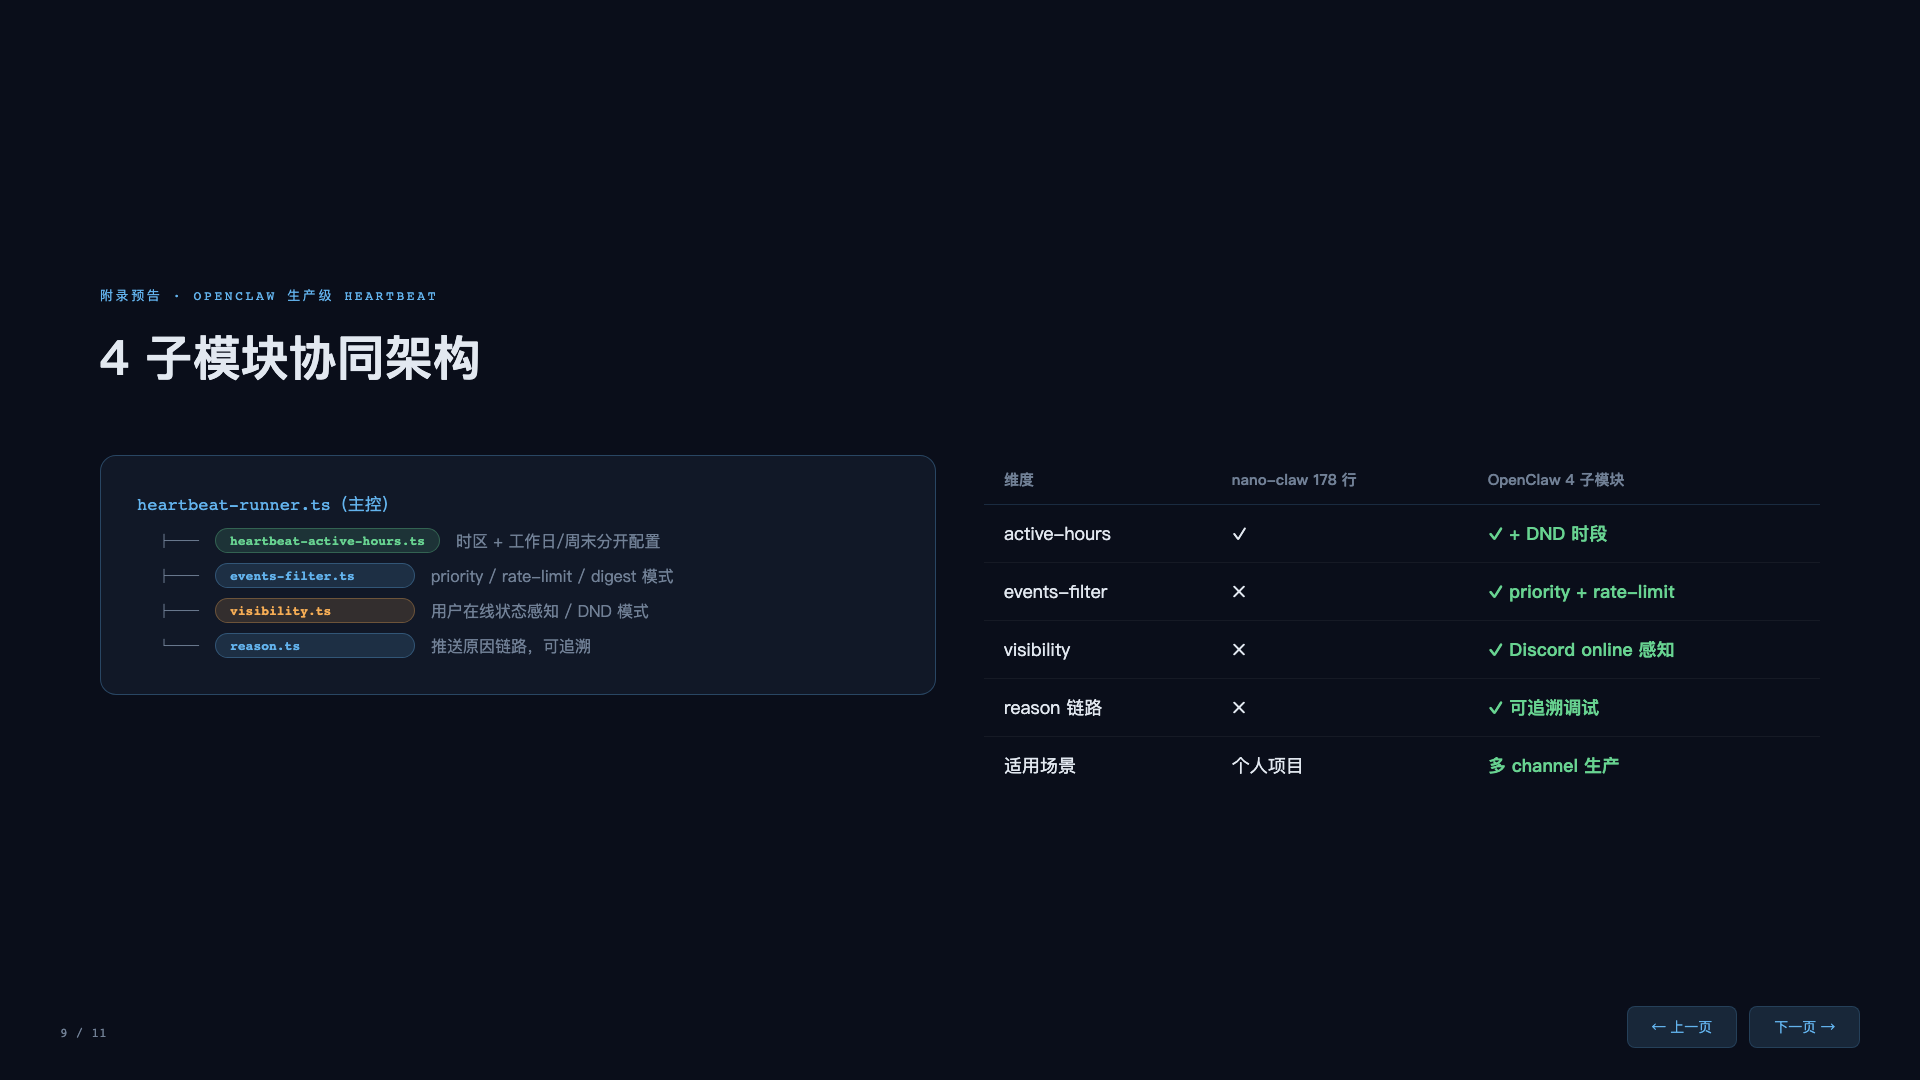 附录预告 · OPENCLAW 生产级 HEARTBEAT
4 子模块协同架构
heartbeat-runner.ts（主控）
├── heartbeat-active-hours.ts 时区 + 工作日/周末分开配置
├── events-filter.ts priority / rate-limit / digest 模式
├── visibility.ts 用户在线状态感知 / DND 模式
└── reason.ts 推送原因链路，可追溯
维度 nano-claw 178 行 OpenClaw 4 子模块
active-hours ✓ ✓ + DND 时段
events-filter ✕ ✓ priority + rate-limit
visibility ✕ ✓ Discord online 感知
reason 链路 ✕ ✓ 可追溯调试
适用场景 个人项目 多 channel 生产
9 / 11
← 上一页 下一页 →